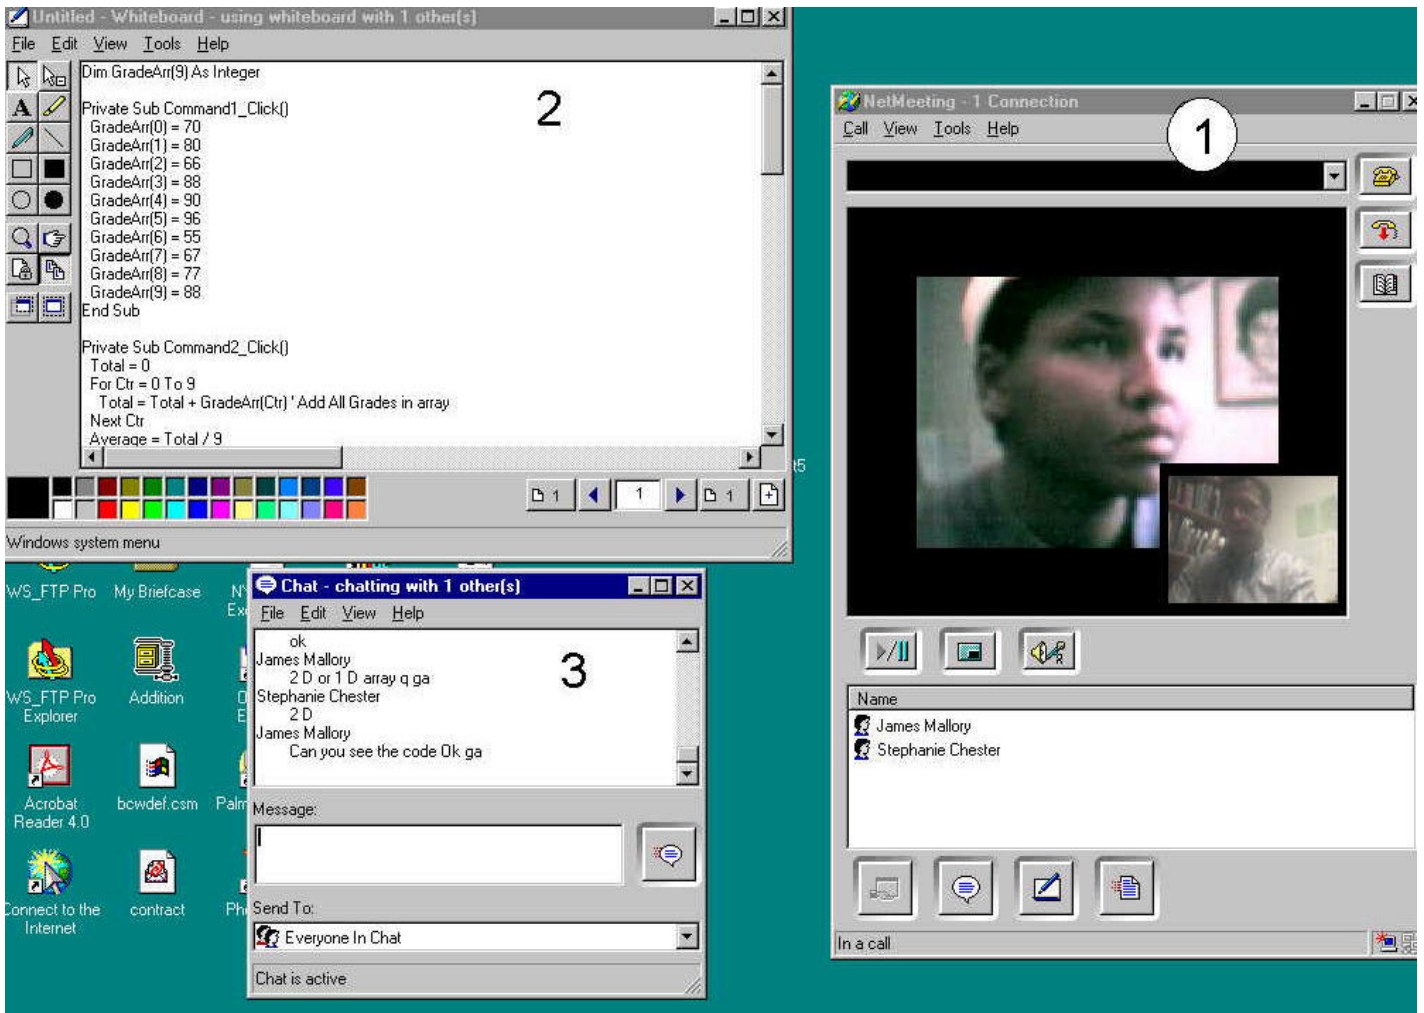 Untitled - Whiteboard - using whiteboard with 1 other(s)
File Edit View Tools Help
Dim GradeArr(9) As Integer
2
Private Sub Command1_Click()
GradeArr(0) = 70
GradeArr(1) = 80
GradeArr(2) = 66
GradeArr(3) = 88
GradeArr(4) = 90
GradeArr(5) = 96
GradeArr(6) = 55
GradeArr(7) = 67
GradeArr(8) = 77
GradeArr(9) = 88
End Sub
Private Sub Command2_Click()
Total = 0
For Ctr = 0 To 9
Total = Total + GradeArr(Ctr) ' Add All Grades in array
Next Ctr
Average = Total / 9
1 1 1
Windows system menu
NetMeeting - 1 Connection
1
Call View Tools Help
Name
James Mallory
Stephanie Chester
In a call
WS_FTP Pro
My Briefcase
WS_FTP Pro
Explorer
Addition
Acrobat
Reader 4.0
bcwdef.csm
Palm
Connect to the
Internet
contract
Chat - chatting with 1 other(s)
File Edit View Help
3
ok
James Mallory
2 D or 1 D array q ga
Stephanie Chester
2 D
James Mallory
Can you see the code Ok ga
Message:
Send To:
Everyone In Chat
Chat is active